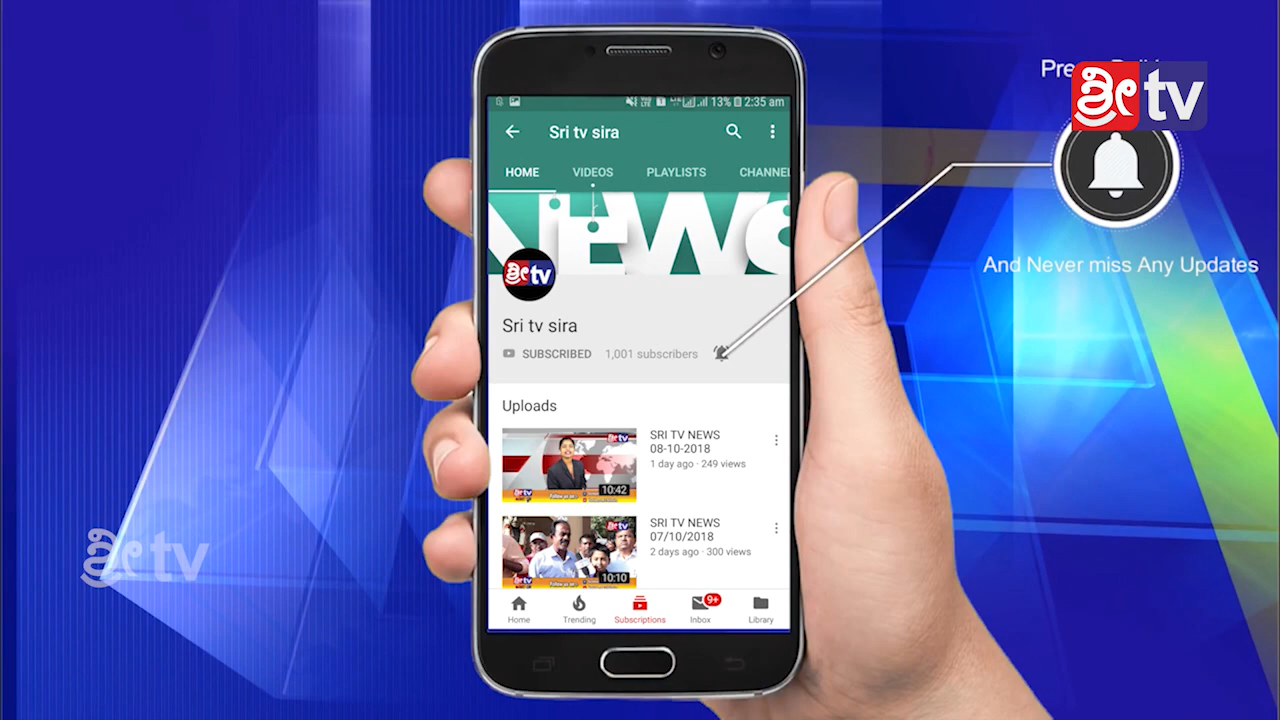 ಶ್ರೀ tv
And Never miss Any Updates
13% 2:35 am
Sri tv sira
HOME VIDEOS PLAYLISTS CHANNEL
NEWS
ಶ್ರೀ tv
Sri tv sira
SUBSCRIBED 1,001 subscribers
Uploads
SRI TV NEWS
08-10-2018
1 day ago · 249 views
10:42
SRI TV NEWS
07/10/2018
2 days ago · 300 views
10:10
9+
Home Trending Subscriptions Inbox Library
ಶ್ರೀ tv